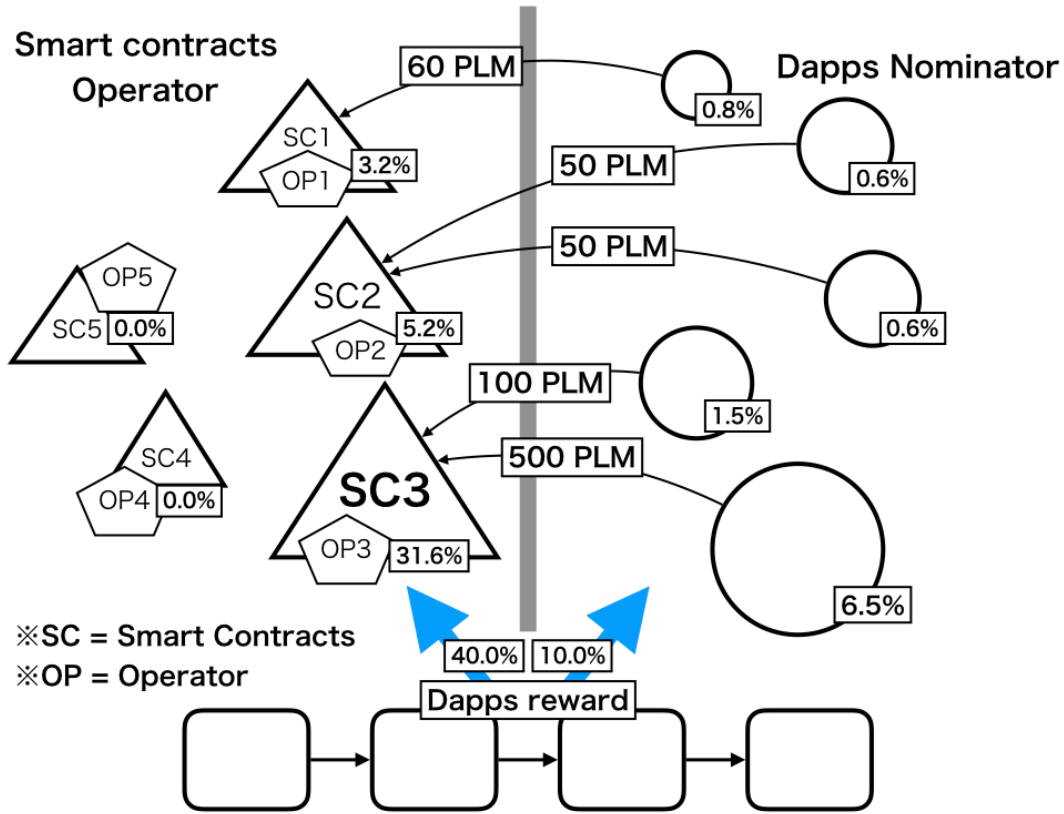 Smart contracts
Operator
Dapps Nominator
60 PLM
0.8%
SC1
OP1
3.2%
50 PLM
0.6%
50 PLM
0.6%
OP5
SC5
0.0%
SC2
OP2
5.2%
100 PLM
1.5%
SC4
OP4
0.0%
500 PLM
SC3
OP3
31.6%
6.5%
※SC = Smart Contracts
※OP = Operator
40.0%
10.0%
Dapps reward